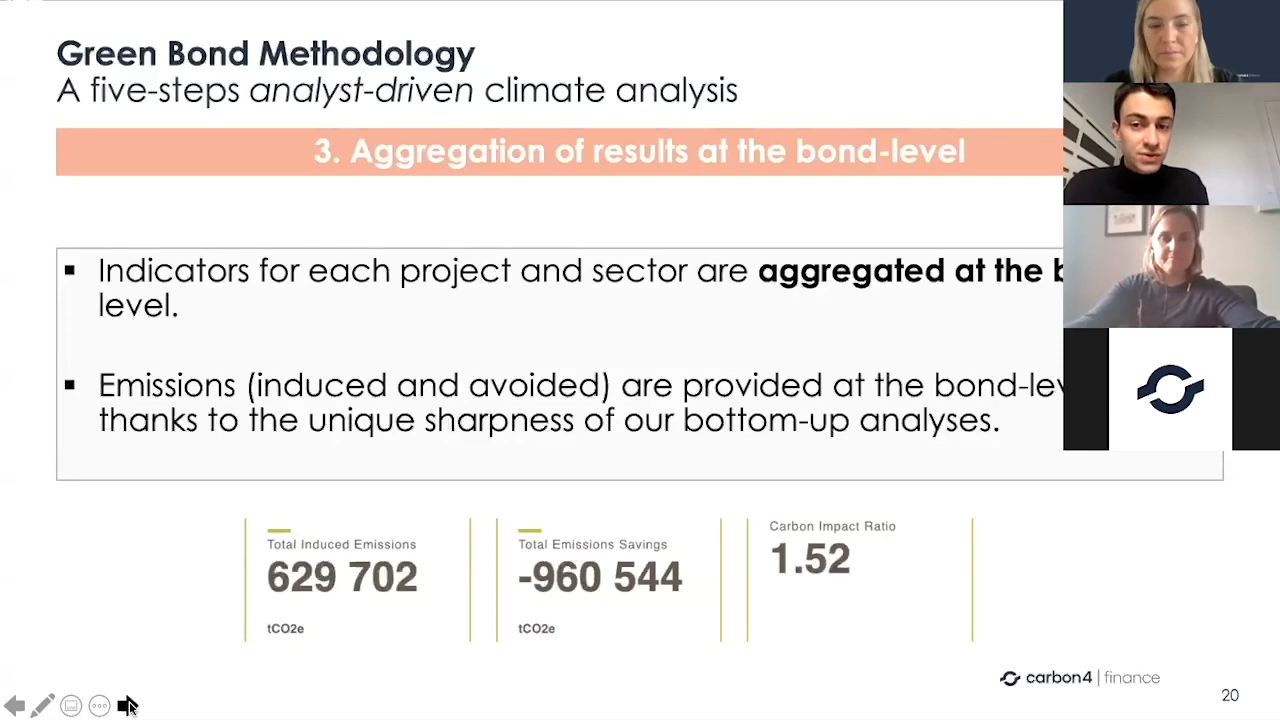 Green Bond Methodology
A five-steps analyst-driven climate analysis
3. Aggregation of results at the bond-level
▪ Indicators for each project and sector are aggregated at the
level.
▪ Emissions (induced and avoided) are provided at the
thanks to the unique sharpness of our bottom-up analyses.
Total Induced Emissions
629 702
tCO2e
Total Emissions Savings
-960 544
tCO2e
Carbon Impact Ratio
1.52
carbon4 | finance
20